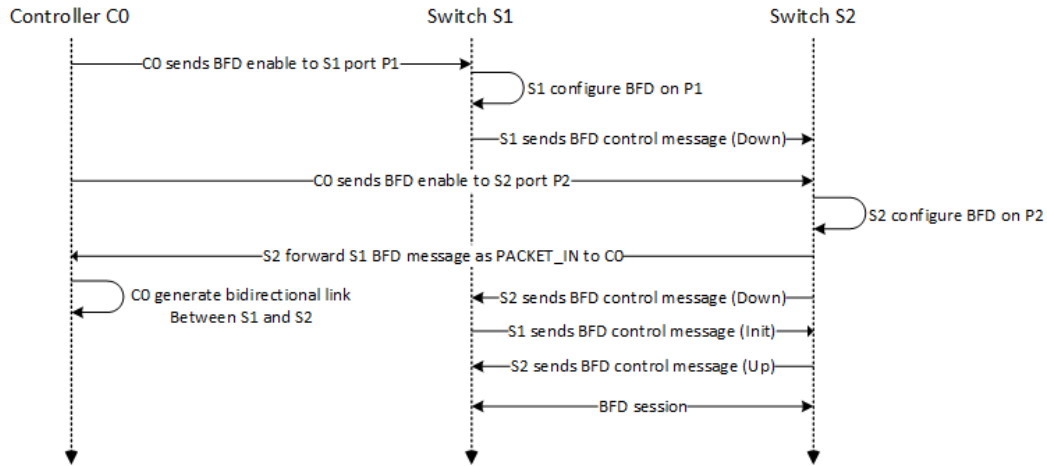 Controller C0
Switch S1
Switch S2
C0 sends BFD enable to S1 port P1
S1 configure BFD on P1
S1 sends BFD control message (Down)
C0 sends BFD enable to S2 port P2
S2 configure BFD on P2
S2 forward S1 BFD message as PACKET_IN to C0
C0 generate bidirectional link
Between S1 and S2
S2 sends BFD control message (Down)
S1 sends BFD control message (Init)
S2 sends BFD control message (Up)
BFD session